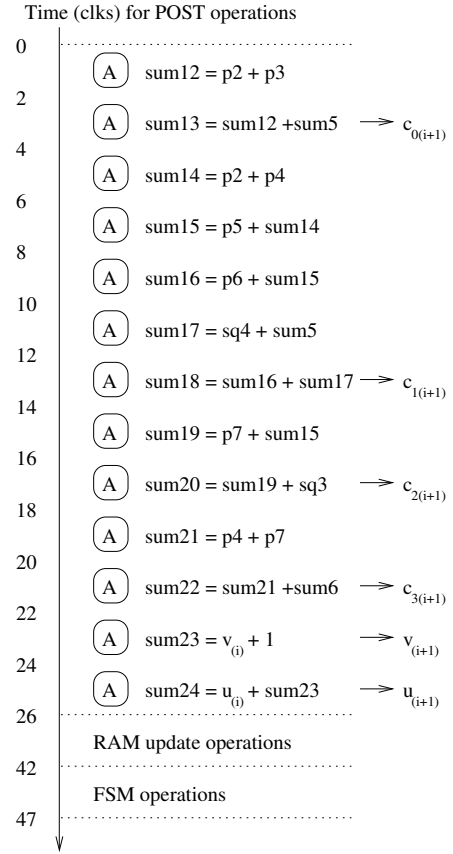 Time (clks) for POST operations
0
A sum12 = p2 + p3
2
A sum13 = sum12 +sum5 → c0(i+1)
4
A sum14 = p2 + p4
6
A sum15 = p5 + sum14
8
A sum16 = p6 + sum15
10
A sum17 = sq4 + sum5
12
A sum18 = sum16 + sum17 → c1(i+1)
14
A sum19 = p7 + sum15
16
A sum20 = sum19 + sq3 → c2(i+1)
18
A sum21 = p4 + p7
20
A sum22 = sum21 +sum6 → c3(i+1)
22
A sum23 = v(i) + 1 → v(i+1)
24
A sum24 = u(i) + sum23 → u(i+1)
26
RAM update operations
42
FSM operations
47